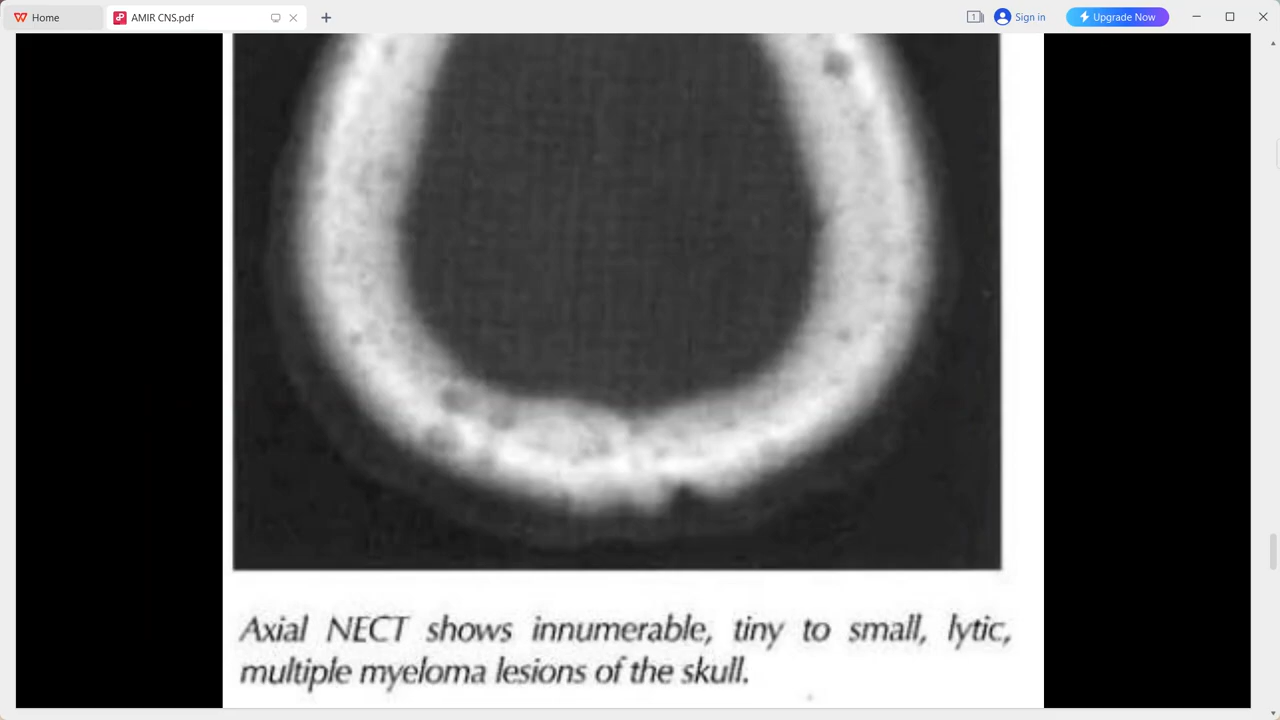 Home
AMIR CNS.pdf
1
Sign in
Upgrade Now
Axial NECT shows innumerable, tiny to small, lytic,
multiple myeloma lesions of the skull.